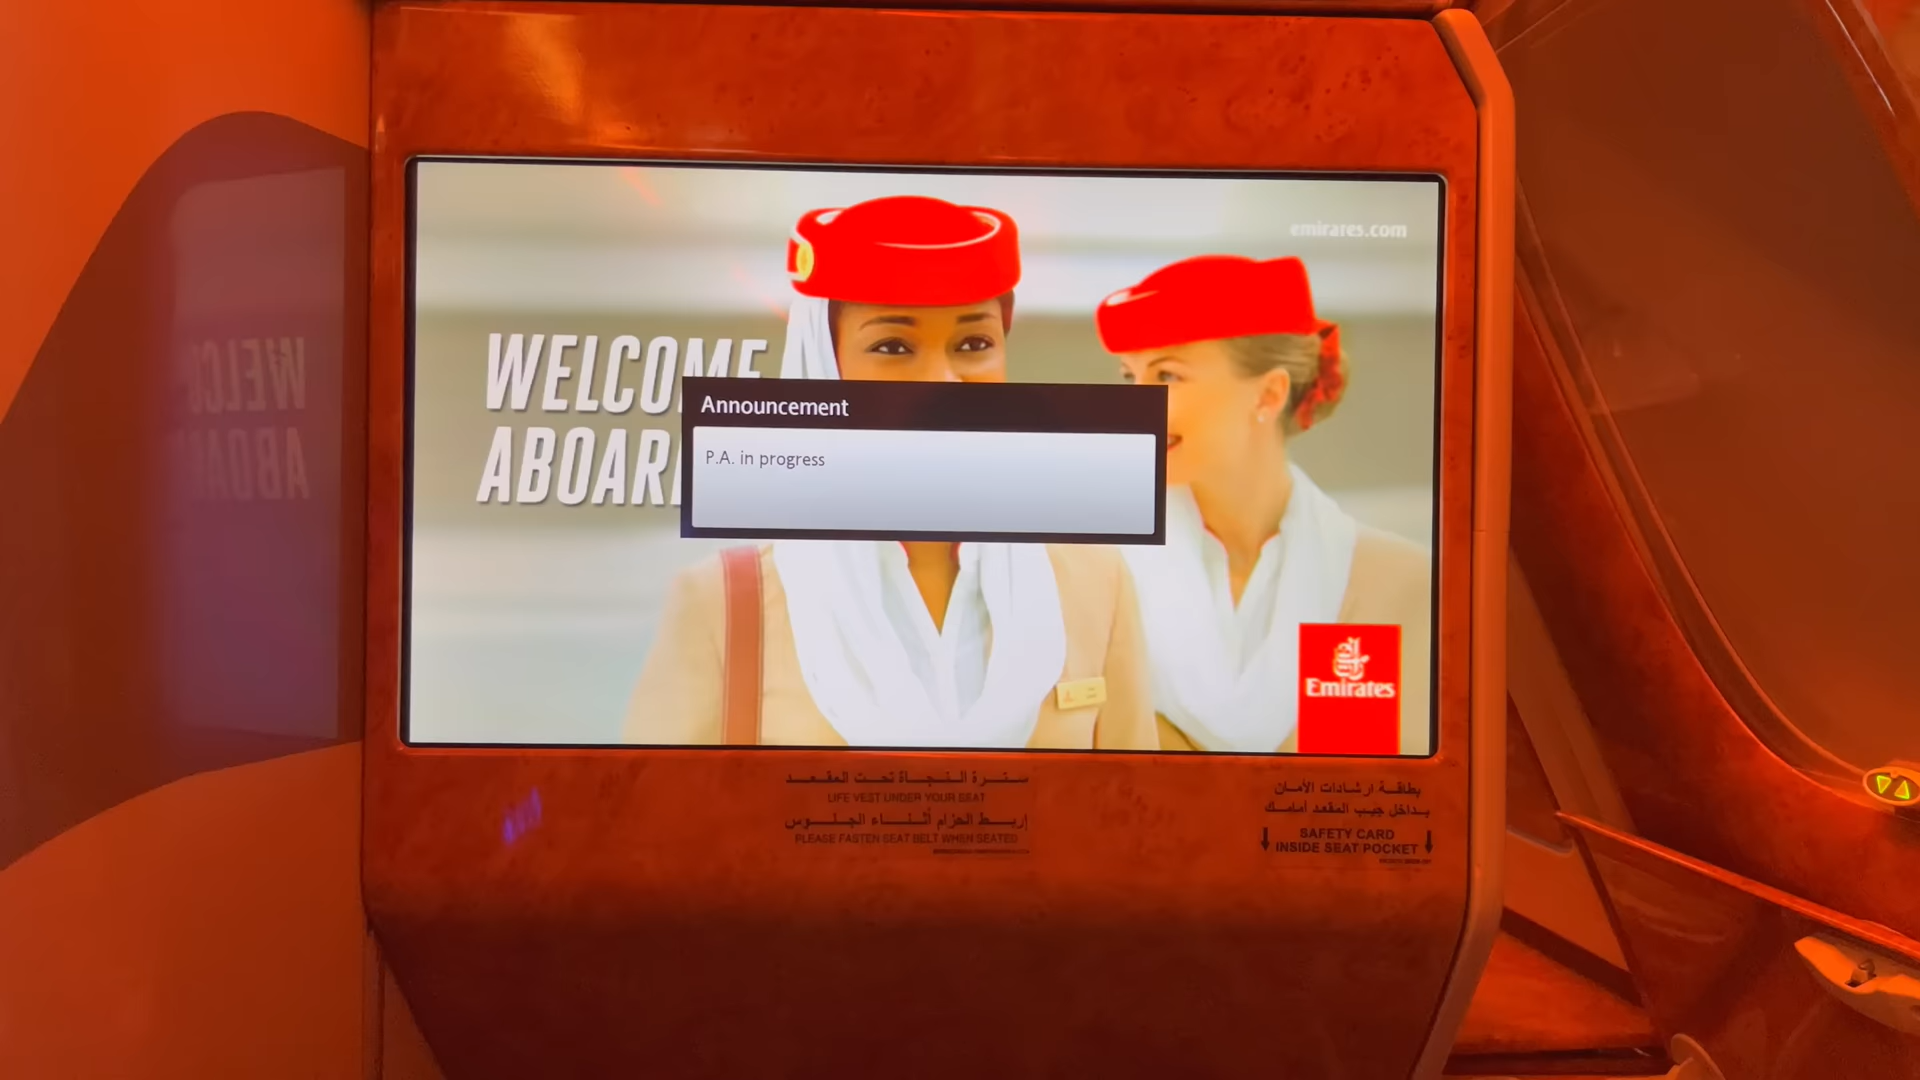 emirates.com
WELCOME
ABOAR
Announcement
P.A. in progress
Emirates
سترة النجاة تحت المقعد
LIFE VEST UNDER YOUR SEAT
إربط الحزام أثناء الجلوس
PLEASE FASTEN SEAT BELT WHEN SEATED
بطاقة ارشادات الأمان
بداخل جيب المقعد أمامك
SAFETY CARD
INSIDE SEAT POCKET